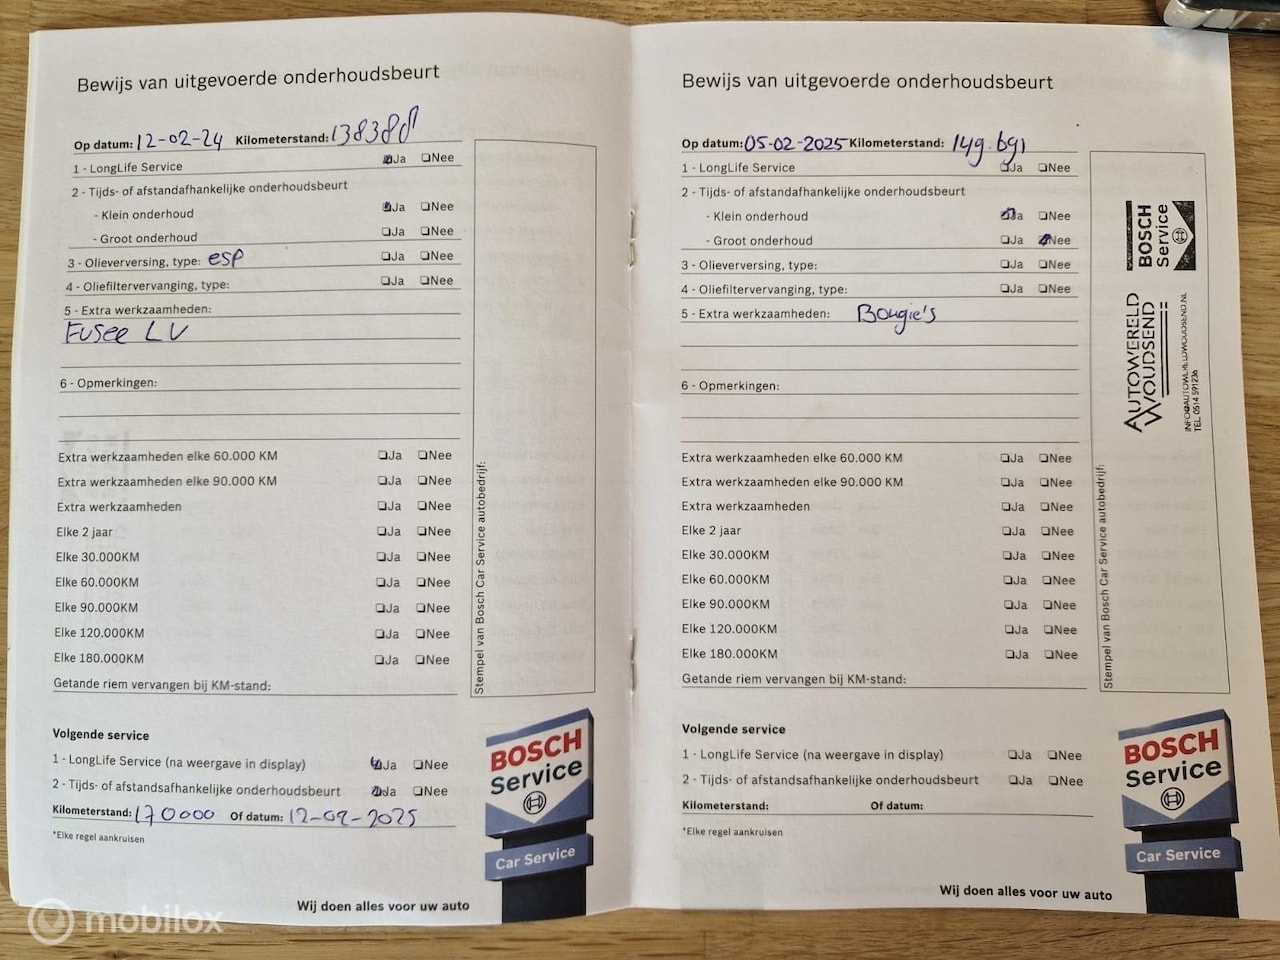 Bewijs van uitgevoerde onderhoudsbeurt
Op datum: 12-02-24 Kilometerstand: 138388
1 - LongLife Service Ja Nee
2 - Tijds- of afstandafhankelijke onderhoudsbeurt
- Klein onderhoud Ja Nee
- Groot onderhoud Ja Nee
3 - Olieverversing, type: esp Ja Nee
4 - Oliefiltervervanging, type: Ja Nee
5 - Extra werkzaamheden:
Fusee LV
6 - Opmerkingen:
Extra werkzaamheden elke 60.000 KM Ja Nee
Extra werkzaamheden elke 90.000 KM Ja Nee
Extra werkzaamheden Ja Nee
Elke 2 jaar Ja Nee
Elke 30.000KM Ja Nee
Elke 60.000KM Ja Nee
Elke 90.000KM Ja Nee
Elke 120.000KM Ja Nee
Elke 180.000KM Ja Nee
Getande riem vervangen bij KM-stand:
Stempel van Bosch Car Service autobedrijf:
Volgende service
1 - LongLife Service (na weergave in display) Ja Nee
2 - Tijds- of afstandsafhankelijke onderhoudsbeurt Ja Nee
Kilometerstand: 170000 Of datum: 12-02-2025
*Elke regel aankruisen
BOSCH
Service
Car Service
Wij doen alles voor uw auto
mobilox
Bewijs van uitgevoerde onderhoudsbeurt
Op datum: 05-02-2025 Kilometerstand: 149.691
1 - LongLife Service Ja Nee
2 - Tijds- of afstandafhankelijke onderhoudsbeurt
- Klein onderhoud Ja Nee
- Groot onderhoud Ja Nee
3 - Olieverversing, type: Ja Nee
4 - Oliefiltervervanging, type: Ja Nee
5 - Extra werkzaamheden: Bougie's
6 - Opmerkingen:
Extra werkzaamheden elke 60.000 KM Ja Nee
Extra werkzaamheden elke 90.000 KM Ja Nee
Extra werkzaamheden Ja Nee
Elke 2 jaar Ja Nee
Elke 30.000KM Ja Nee
Elke 60.000KM Ja Nee
Elke 90.000KM Ja Nee
Elke 120.000KM Ja Nee
Elke 180.000KM Ja Nee
Getande riem vervangen bij KM-stand:
Stempel van Bosch Car Service autobedrijf:
BOSCH
Service
AUTOWERELD
WOUDSEND
INFO@AUTOWERELDWOUDSEND.NL
TEL. 0514 591236
Volgende service
1 - LongLife Service (na weergave in display) Ja Nee
2 - Tijds- of afstandsafhankelijke onderhoudsbeurt Ja Nee
Kilometerstand: Of datum:
*Elke regel aankruisen
BOSCH
Service
Car Service
Wij doen alles voor uw auto